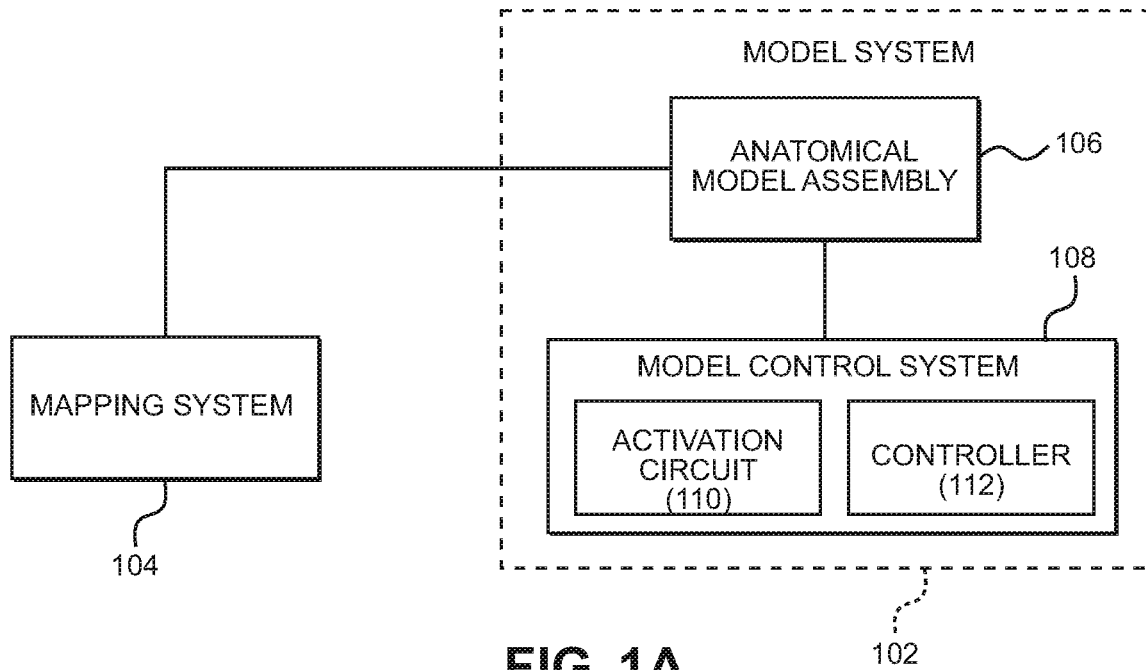 MODEL SYSTEM
ANATOMICAL
MODEL ASSEMBLY
106
108
MODEL CONTROL SYSTEM
ACTIVATION
CIRCUIT
(110)
CONTROLLER
(112)
MAPPING SYSTEM
104
102
FIG. 1A